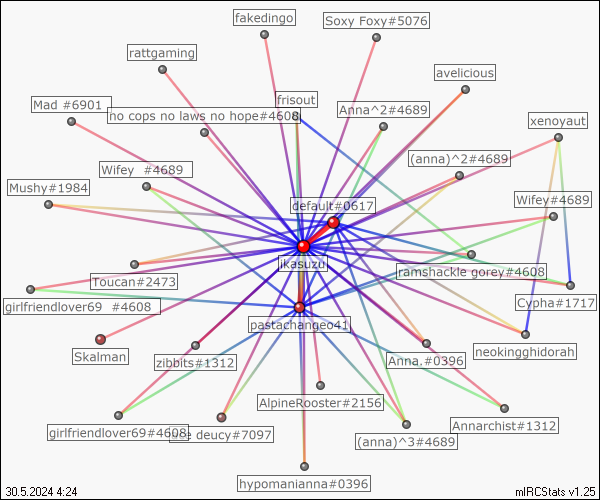 fakedingo
Soxy Foxy#5076
rattgaming
avelicious
Mad #6901
frisout
no cops no laws no hope#4608
Anna^2#4689
xenoyaut
(anna)^2#4689
Wifey #4689
Mushy#1984
Wifey#4689
default#0617
ikasuzu
ramshackle gorey#4608
Toucan#2473
girlfriendlover69 #4608
Cypha#1717
pastachangeo41
Skalman
zibbits#1312
Anna.#0396
neokingghidorah
AlpineRooster#2156
Annarchist#1312
girlfriendlover69#4608
deucy#7097
(anna)^3#4689
hypomanianna#0396
30.5.2024 4:24
mIRCStats v1.25